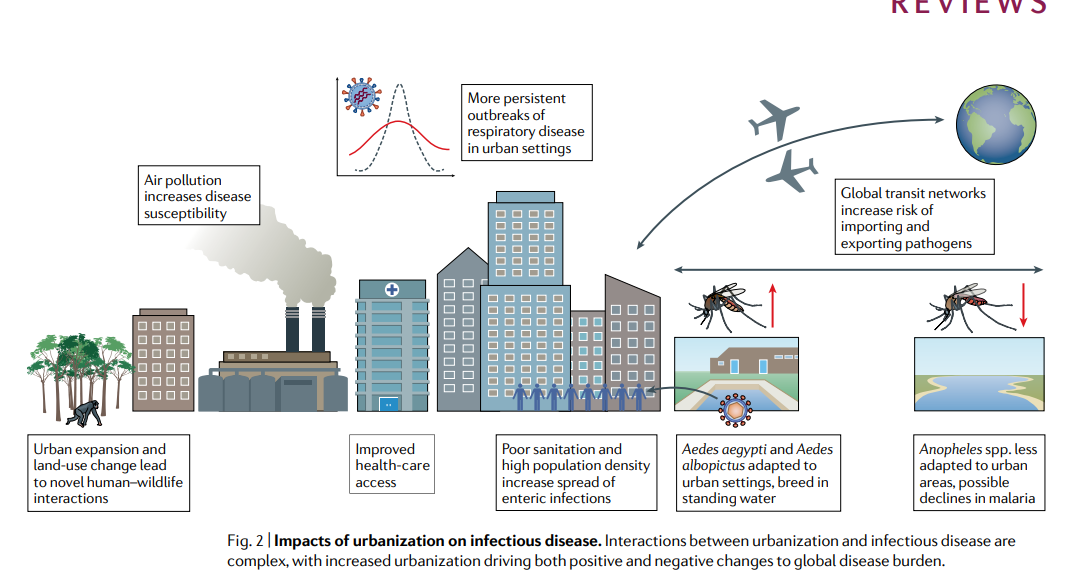 REVIEWS
More persistent
outbreaks of
respiratory disease
in urban settings
Air pollution
increases disease
susceptibility
Global transit networks
increase risk of
importing and
exporting pathogens
Urban expansion and
land-use change lead
to novel human–wildlife
interactions
Improved
health-care
access
Poor sanitation and
high population density
increase spread of
enteric infections
Aedes aegypti and Aedes
albopictus adapted to
urban settings, breed in
standing water
Anopheles spp. less
adapted to urban
areas, possible
declines in malaria
Fig. 2 | Impacts of urbanization on infectious disease. Interactions between urbanization and infectious disease are
complex, with increased urbanization driving both positive and negative changes to global disease burden.